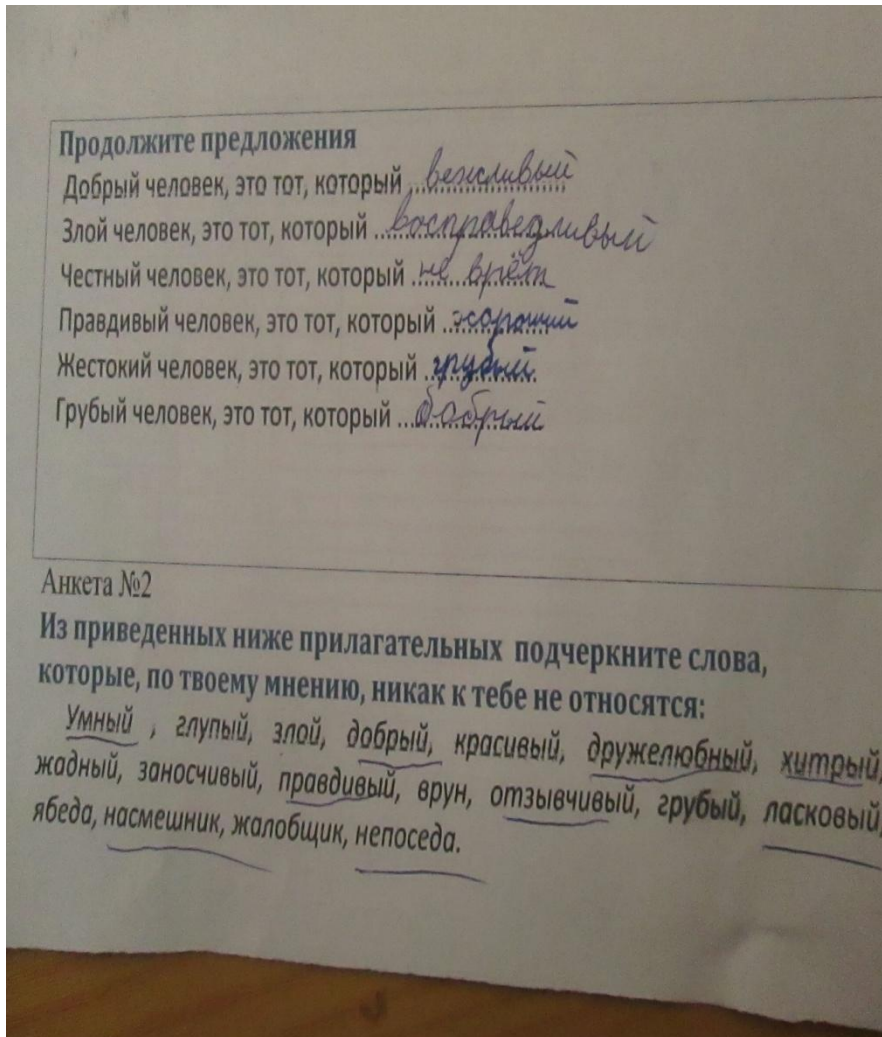 Продолжите предложения
Добрый человек, это тот, который ... вежливый
Злой человек, это тот, который ... восправедливый
Честный человек, это тот, который ... не врёт
Правдивый человек, это тот, который ... хороший
Жестокий человек, это тот, который ... грубый
Грубый человек, это тот, который ... бобрый
Анкета №2
Из приведенных ниже прилагательных подчеркните слова,
которые, по твоему мнению, никак к тебе не относятся:
Умный , глупый, злой, добрый, красивый, дружелюбный, хитрый,
жадный, заносчивый, правдивый, врун, отзывчивый, грубый, ласковый,
ябеда, насмешник, жалобщик, непоседа.